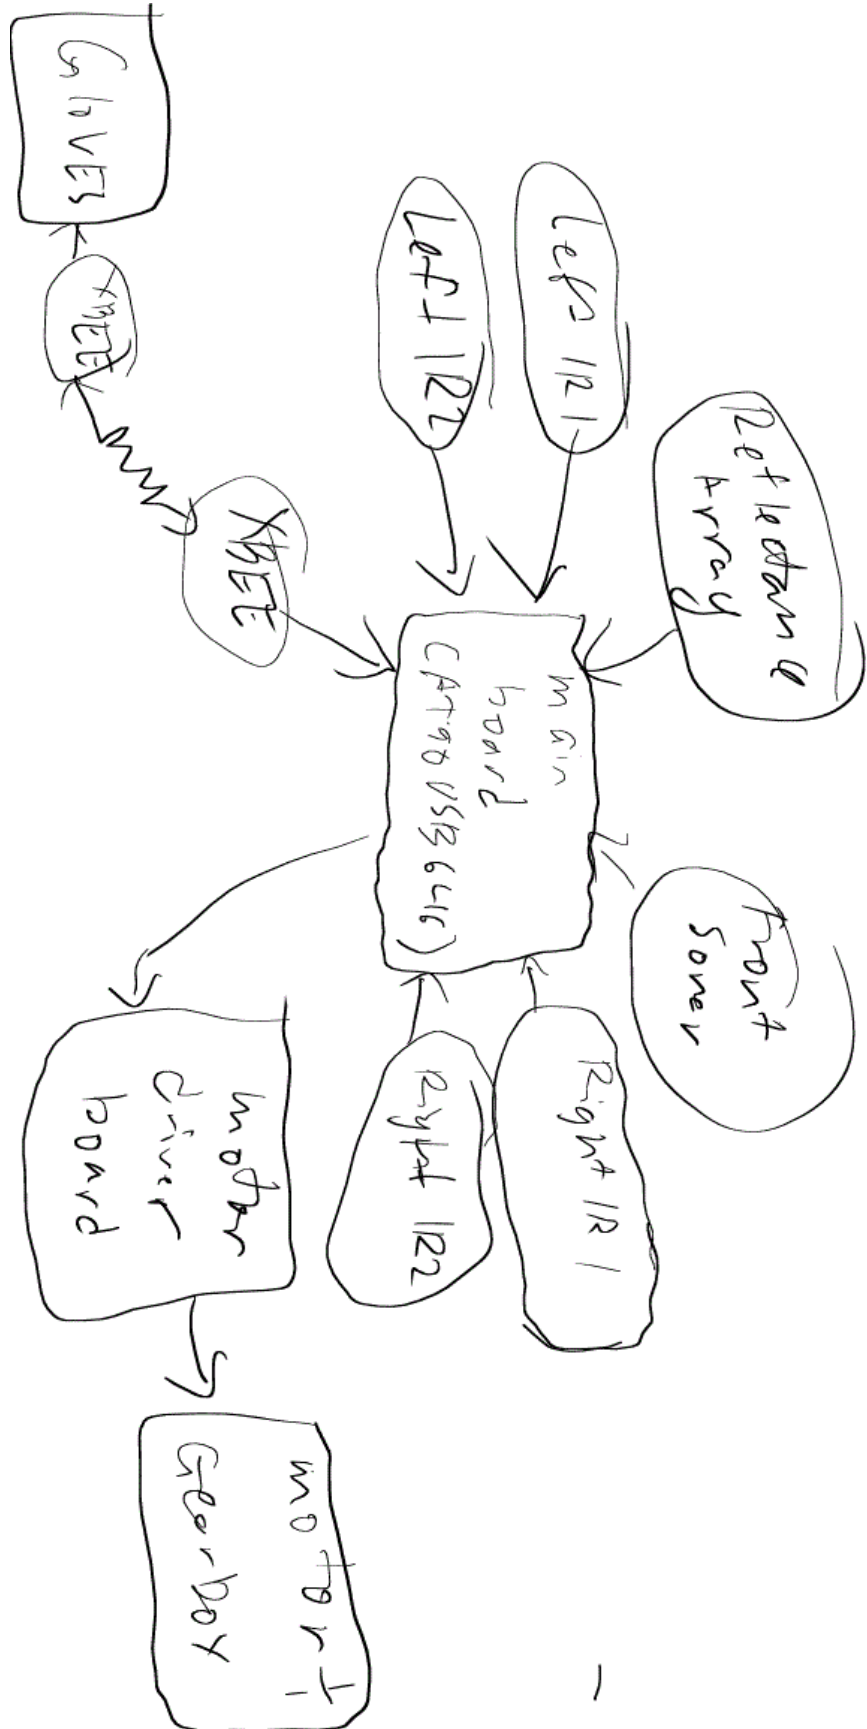 Reflectance
Array
Front
Sonar
Left IR1
Left IR2
main
board
(AT90USB646)
Right IR1
Right IR2
XBEE
XBEE
GloVES
motor
driver
board
motor +
Gearbox